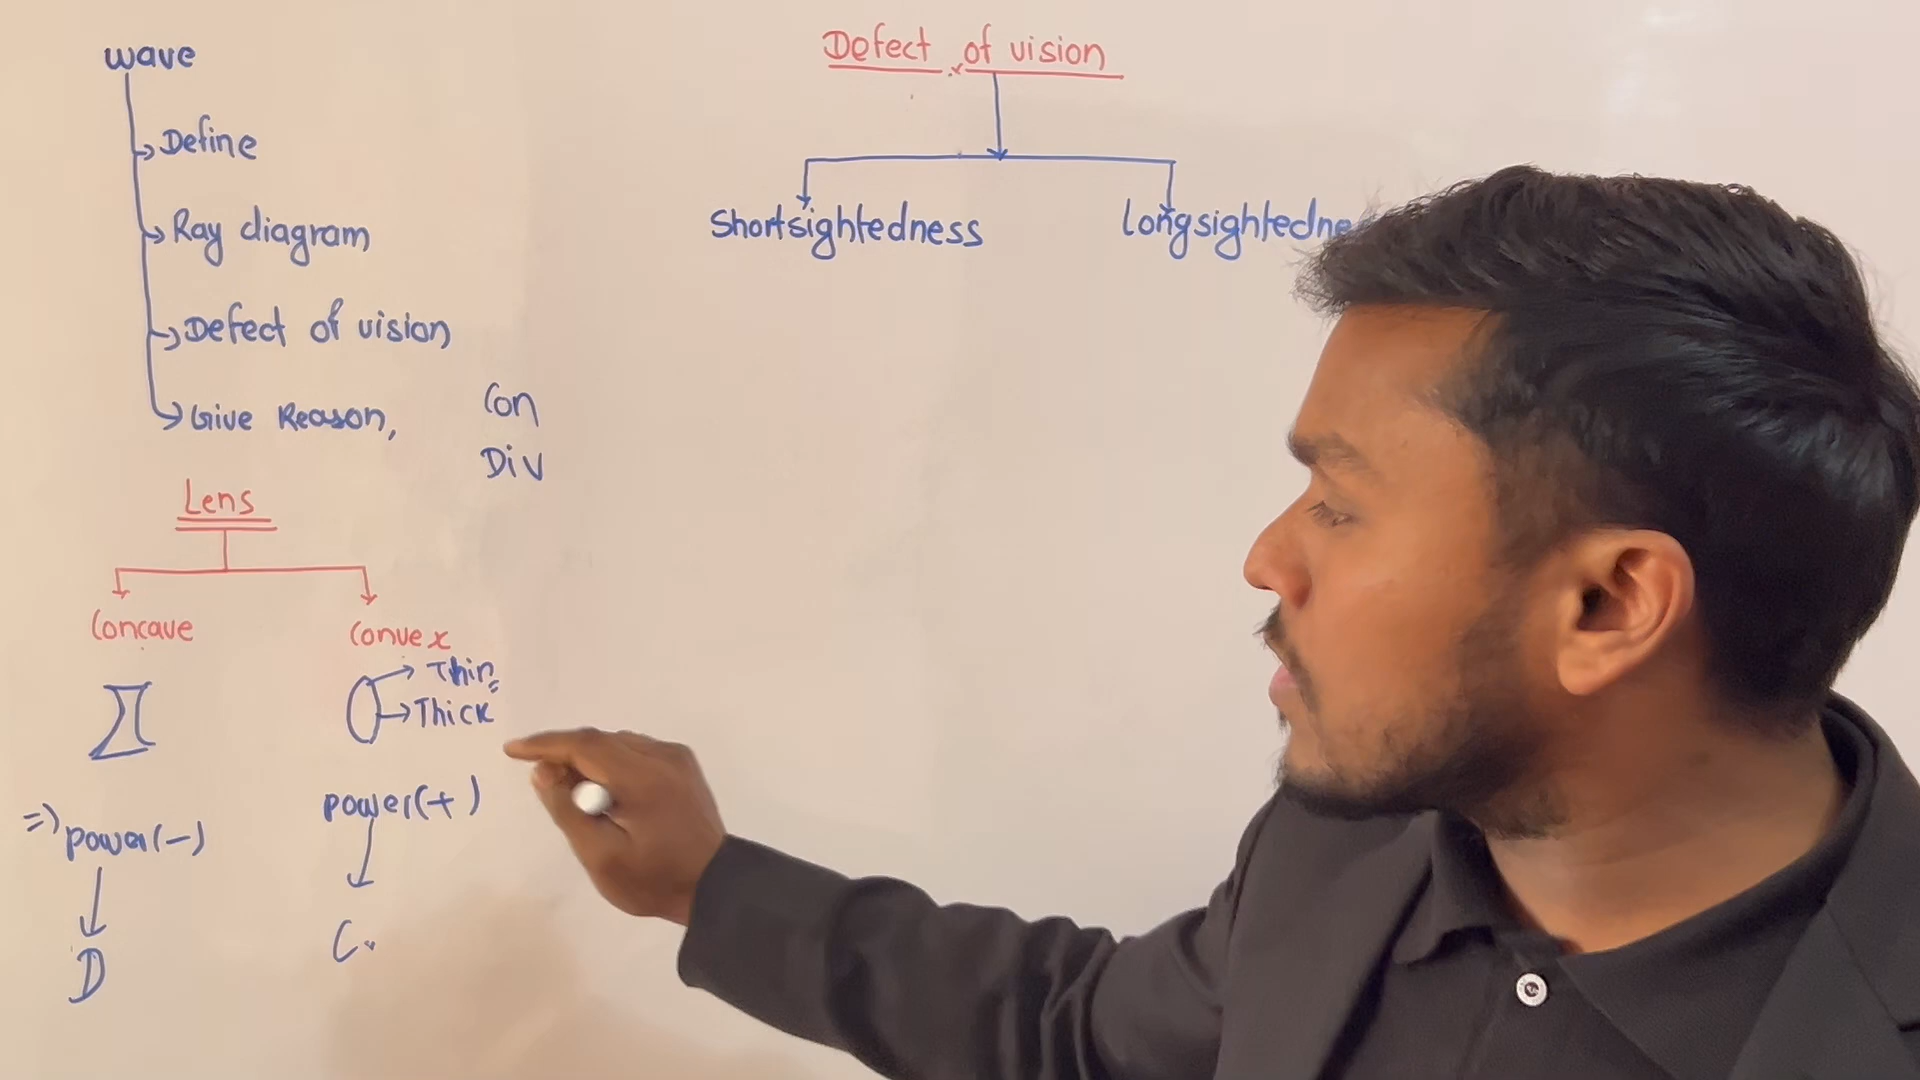 wave
Define
Ray diagram
Defect of vision
Give Reason,
Con
Div
Lens
Concave
Convex
Thin
Thick
power(+)
=> power(-)
D
C.
Defect of vision
Shortsightedness
Longsightedne